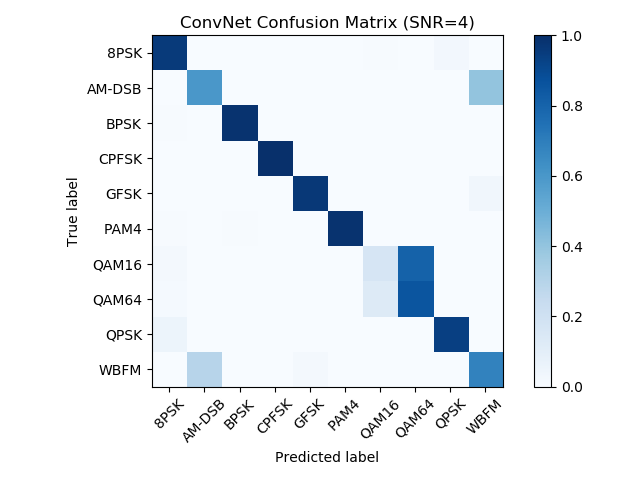 ConvNet Confusion Matrix (SNR=4)
8PSK
AM-DSB
BPSK
CPFSK
GFSK
PAM4
QAM16
QAM64
QPSK
WBFM
True label
8PSK
AM-DSB
BPSK
CPFSK
GFSK
PAM4
QAM16
QAM64
QPSK
WBFM
Predicted label
1.0
0.8
0.6
0.4
0.2
0.0